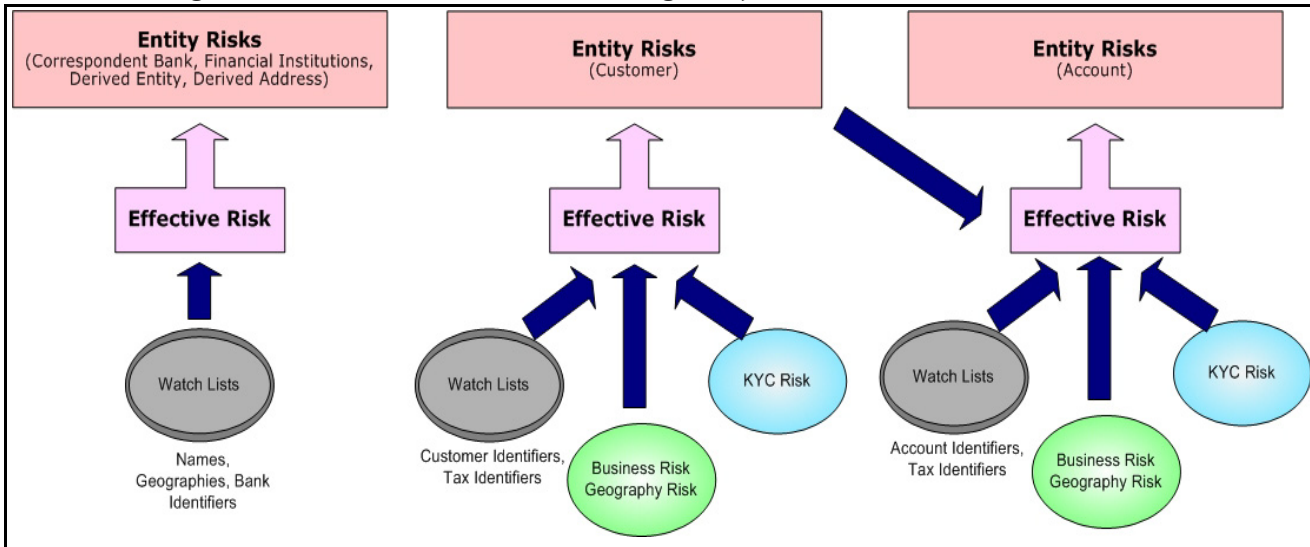 Entity Risks
(Correspondent Bank, Financial Institutions,
Derived Entity, Derived Address)
Entity Risks
(Customer)
Entity Risks
(Account)
Effective Risk
Effective Risk
Effective Risk
Watch Lists
Names,
Geographies, Bank
Identifiers
Watch Lists
Customer Identifiers,
Tax Identifiers
Business Risk
Geography Risk
KYC Risk
Watch Lists
Account Identifiers,
Tax Identifiers
Business Risk
Geography Risk
KYC Risk